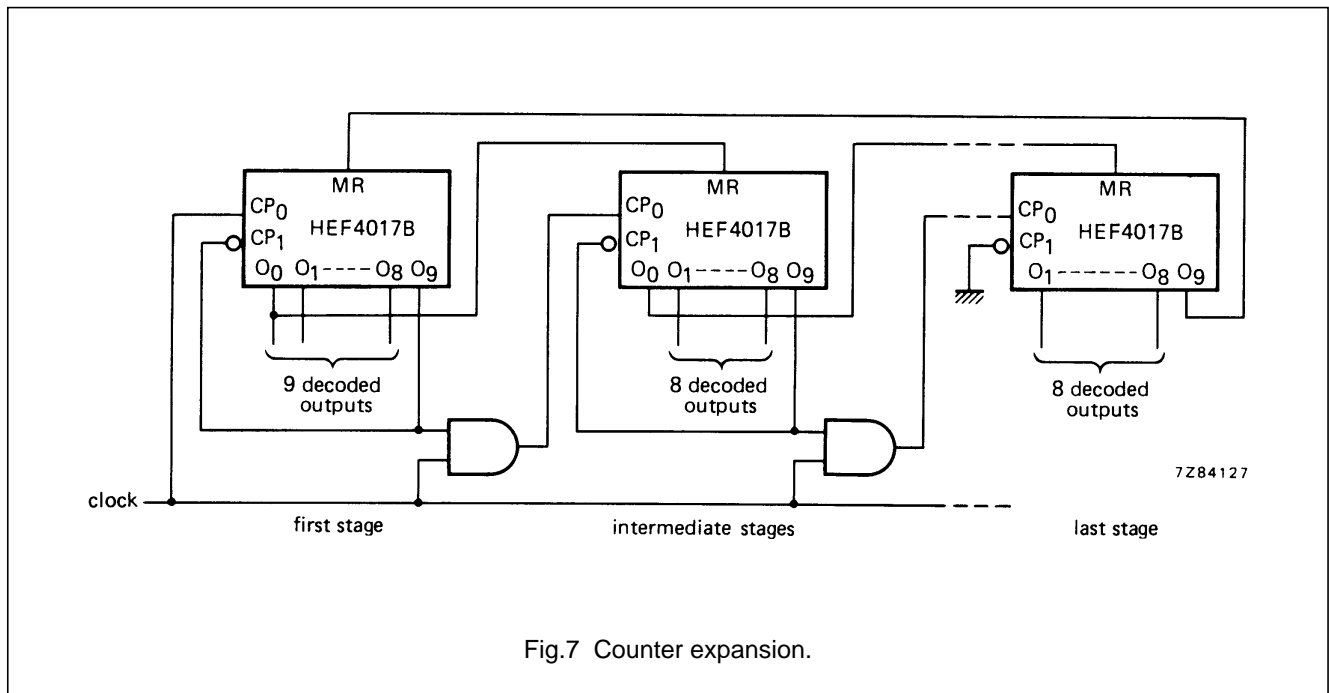 MR
CP0
HEF4017B
CP1
O0 O1 ---- O8 O9
9 decoded
outputs
MR
CP0
HEF4017B
CP1
O0 O1 ---- O8 O9
8 decoded
outputs
MR
CP0
HEF4017B
CP1
O1 -------- O8 O9
8 decoded
outputs
7Z84127
clock
first stage
intermediate stages
last stage
Fig.7 Counter expansion.